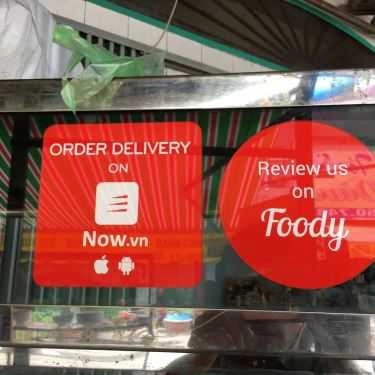 ORDER DELIVERY
ON
Now.vn
Review us
on
Foody